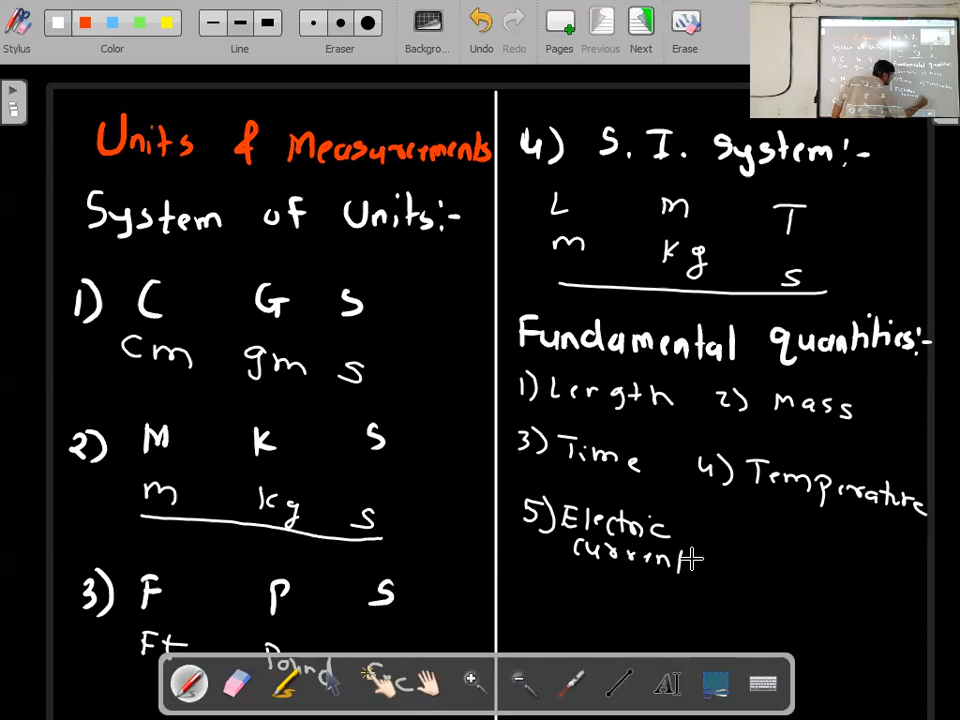 Stylus
Color
Line
Eraser
Backgro...
Undo
Redo
Pages
Previous
Next
Erase
Units & Measurements
System of Units:-
1) C G S
cm gm s
2) M K S
m kg s
3) F P S
Ft Pound Sec
4) S. I. System:-
L M T
m kg s
Fundamental quantities:-
1) Length 2) Mass
3) Time 4) Temperature
5) Electric
current
AI